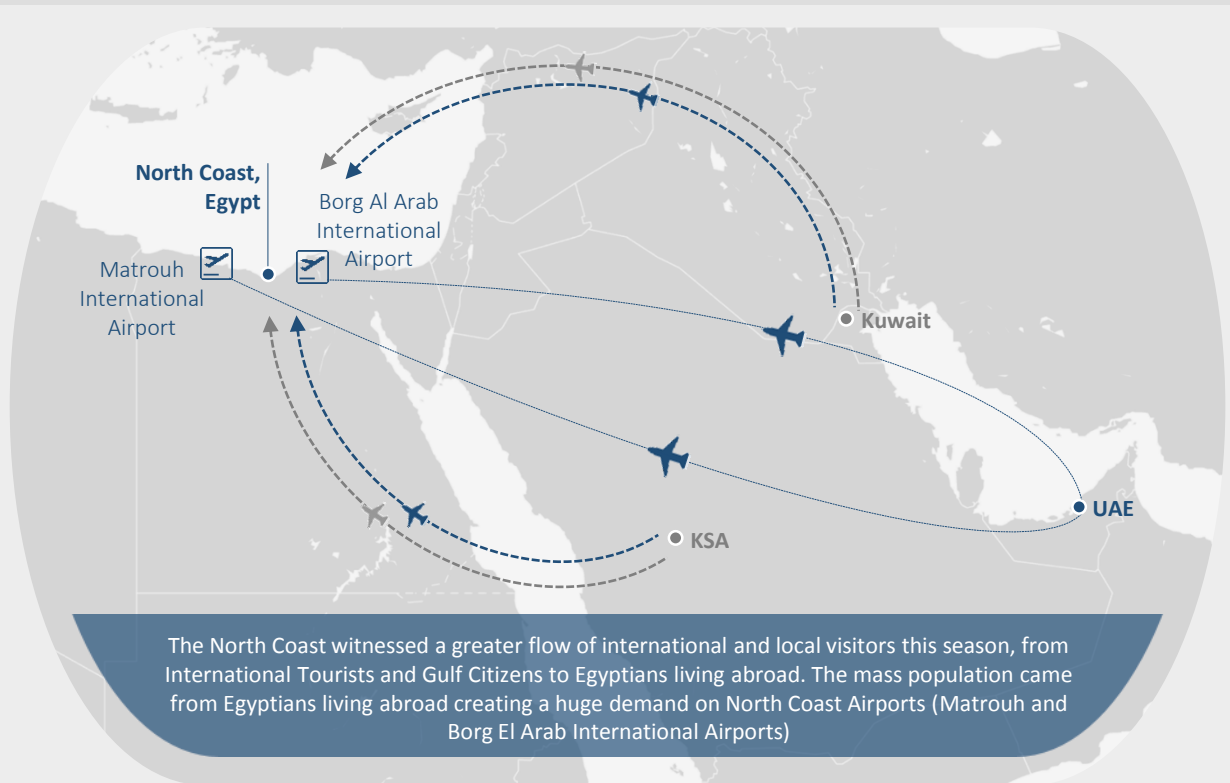 North Coast,
Egypt
Borg Al Arab
International
Airport
Matrouh
International
Airport
Kuwait
UAE
KSA
The North Coast witnessed a greater flow of international and local visitors this season, from
International Tourists and Gulf Citizens to Egyptians living abroad. The mass population came
from Egyptians living abroad creating a huge demand on North Coast Airports (Matrouh and
Borg El Arab International Airports)